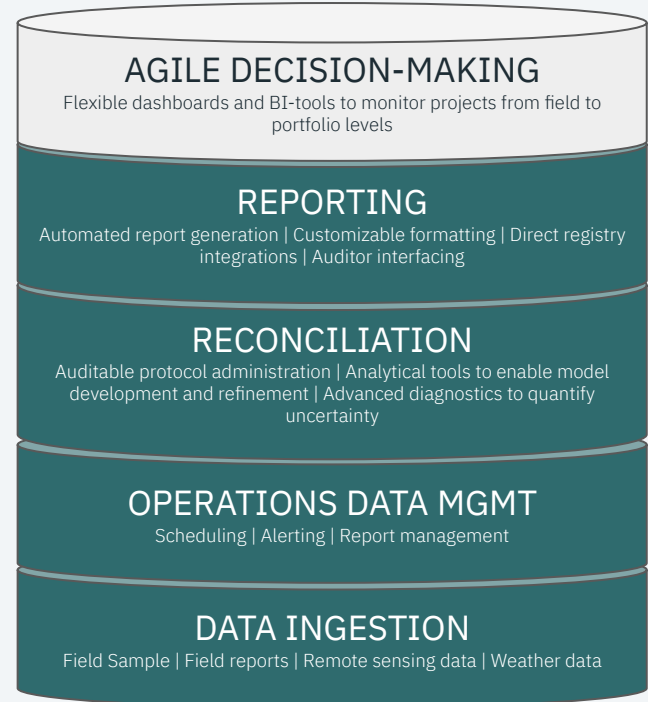 AGILE DECISION-MAKING
Flexible dashboards and BI-tools to monitor projects from field to
portfolio levels
REPORTING
Automated report generation | Customizable formatting | Direct registry
integrations | Auditor interfacing
RECONCILIATION
Auditable protocol administration | Analytical tools to enable model
development and refinement | Advanced diagnostics to quantify
uncertainty
OPERATIONS DATA MGMT
Scheduling | Alerting | Report management
DATA INGESTION
Field Sample | Field reports | Remote sensing data | Weather data